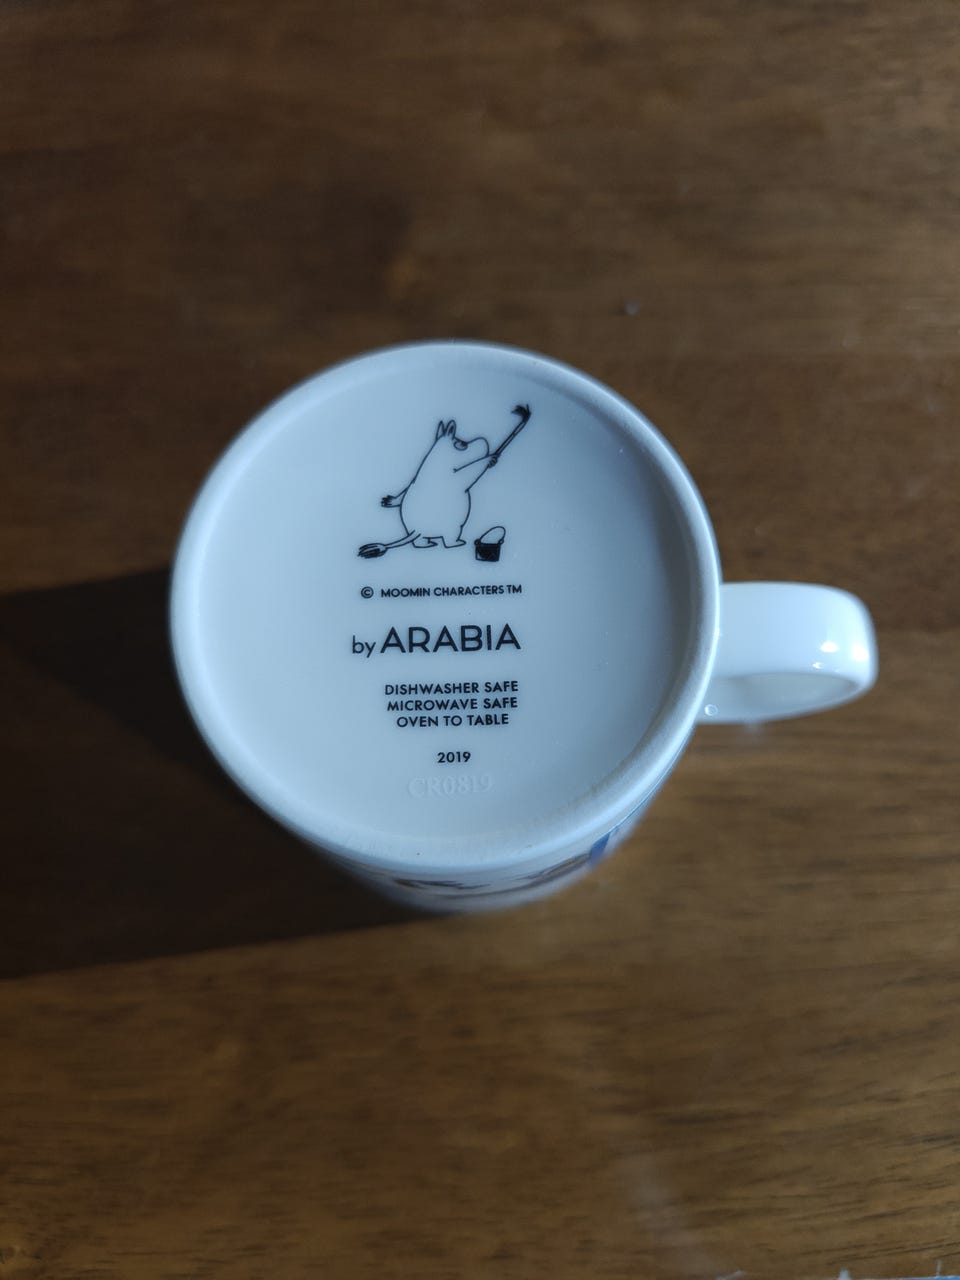 © MOOMIN CHARACTERS TM
by ARABIA
DISHWASHER SAFE
MICROWAVE SAFE
OVEN TO TABLE
2019
CR0819